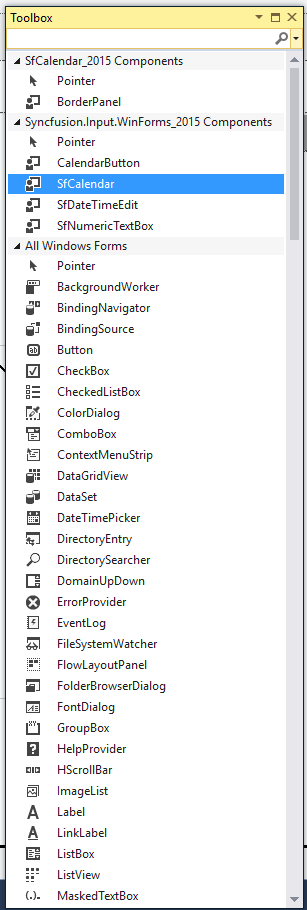 Toolbox
SfCalendar_2015 Components
Pointer
BorderPanel
Syncfusion.Input.WinForms_2015 Components
Pointer
CalendarButton
SfCalendar
SfDateTimeEdit
SfNumericTextBox
All Windows Forms
Pointer
BackgroundWorker
BindingNavigator
BindingSource
Button
CheckBox
CheckedListBox
ColorDialog
ComboBox
ContextMenuStrip
DataGridView
DataSet
DateTimePicker
DirectoryEntry
DirectorySearcher
DomainUpDown
ErrorProvider
EventLog
FileSystemWatcher
FlowLayoutPanel
FolderBrowserDialog
FontDialog
GroupBox
HelpProvider
HScrollBar
ImageList
Label
LinkLabel
ListBox
ListView
MaskedTextBox